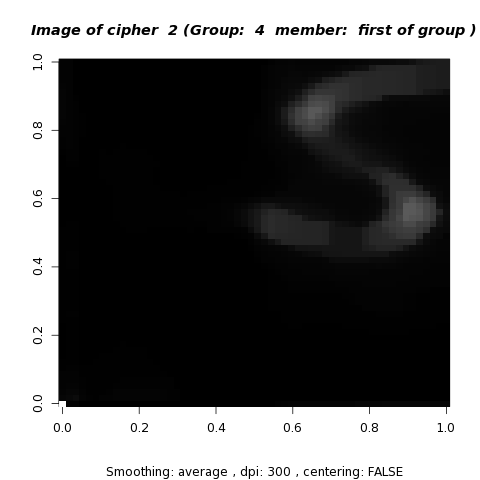 Image of cipher 2 (Group: 4 member: first of group )
1.0
0.8
0.6
0.4
0.2
0.0
0.0 0.2 0.4 0.6 0.8 1.0
Smoothing: average , dpi: 300 , centering: FALSE